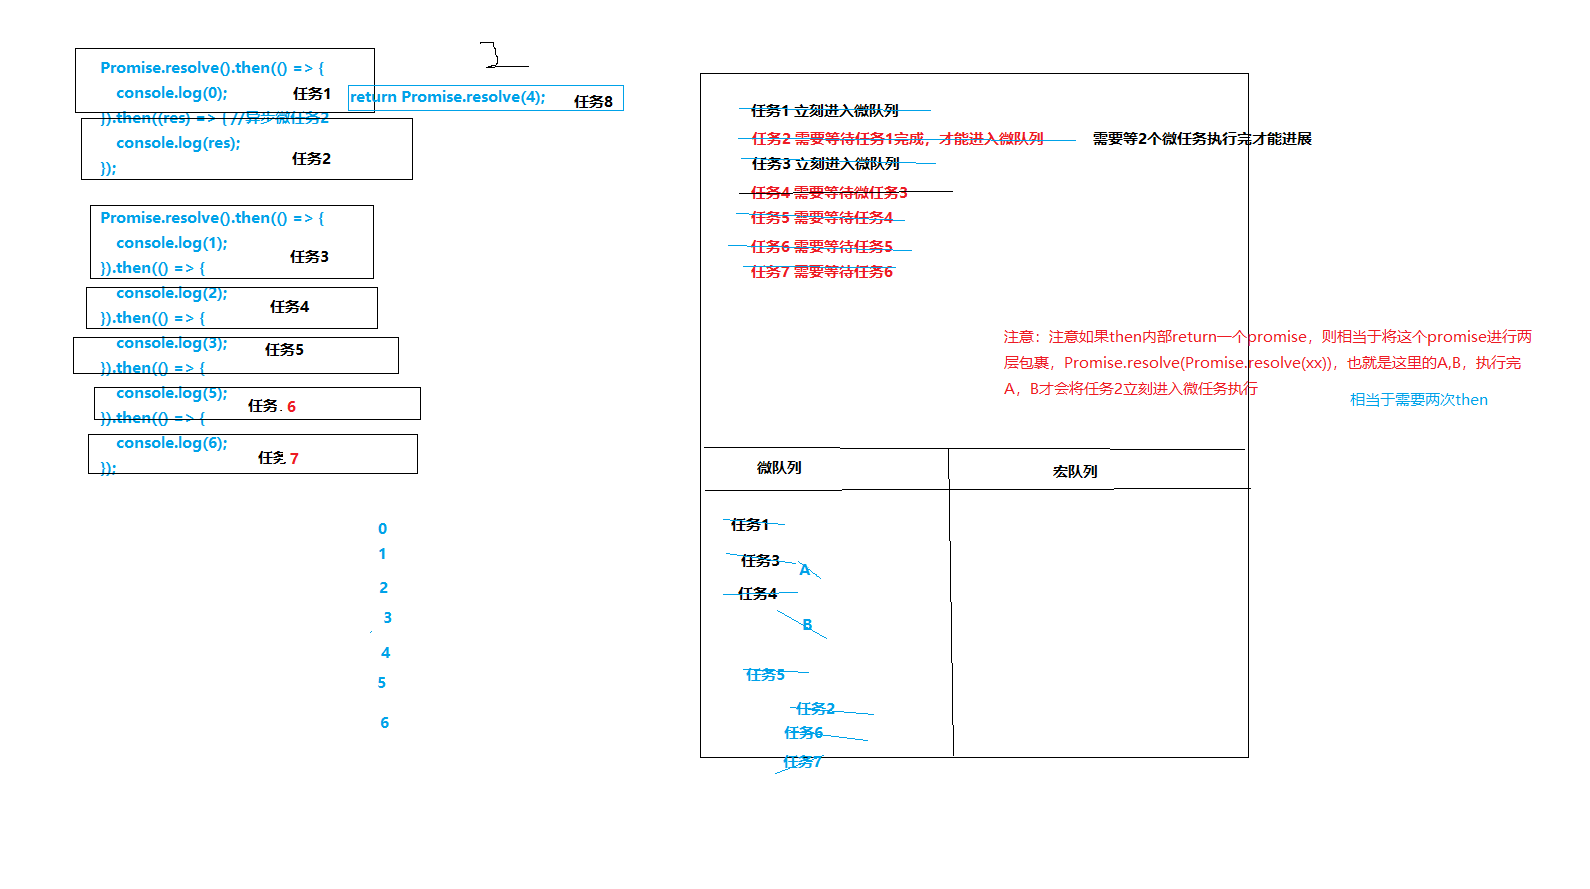 Promise.resolve().then(() => {
console.log(0);
任务1
return Promise.resolve(4);
任务8
}).then((res) => { //异步微任务2
console.log(res);
任务2
});
Promise.resolve().then(() => {
console.log(1);
任务3
}).then(() => {
console.log(2);
任务4
}).then(() => {
console.log(3);
任务5
}).then(() => {
console.log(5);
任务 6
}).then(() => {
console.log(6);
任务 7
});
0
1
2
3
4
5
6
任务1 立刻进入微队列
任务2 需要等待任务1完成，才能进入微队列
需要等2个微任务执行完才能进展
任务3 立刻进入微队列
任务4 需要等待微任务3
任务5 需要等待任务4
任务6 需要等待任务5
任务7 需要等待任务6
注意：注意如果then内部return一个promise，则相当于将这个promise进行两
层包裹，Promise.resolve(Promise.resolve(xx))，也就是这里的A,B，执行完
A，B才会将任务2立刻进入微任务执行
相当于需要两次then
微队列
宏队列
任务1
任务3
A
任务4
B
任务5
任务2
任务6
任务7